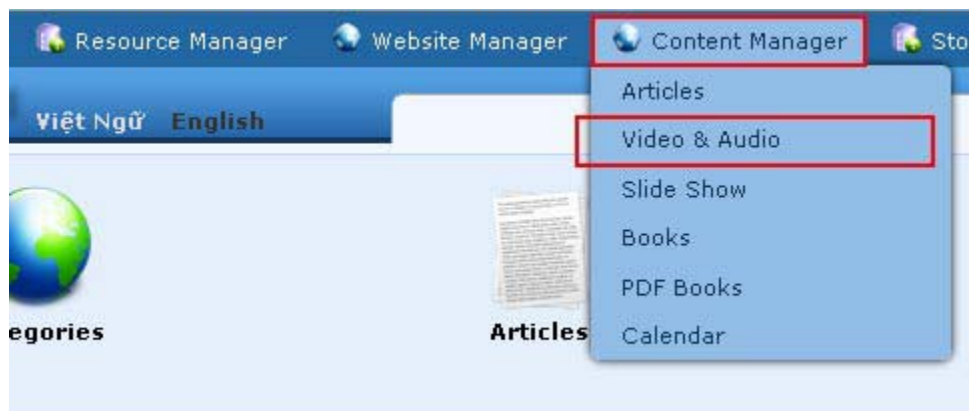 Resource Manager Website Manager Content Manager Sto
Articles
Việt Ngữ English
Video & Audio
Slide Show
Books
PDF Books
egories Articles Calendar